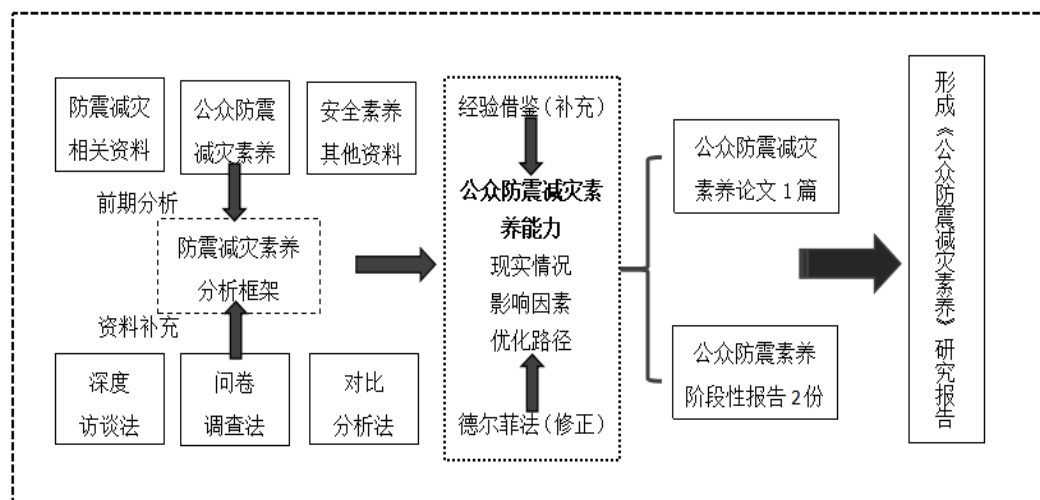 防震减灾
相关资料
公众防震
减灾素养
安全素养
其他资料
前期分析
防震减灾素养
分析框架
资料补充
深度
访谈法
问卷
调查法
对比
分析法
经验借鉴(补充)
公众防震减灾素
养能力
现实情况
影响因素
优化路径
德尔菲法(修正)
公众防震减灾
素养论文1篇
公众防震素养
阶段性报告2份
形成《公众防震减灾素养》研究报告